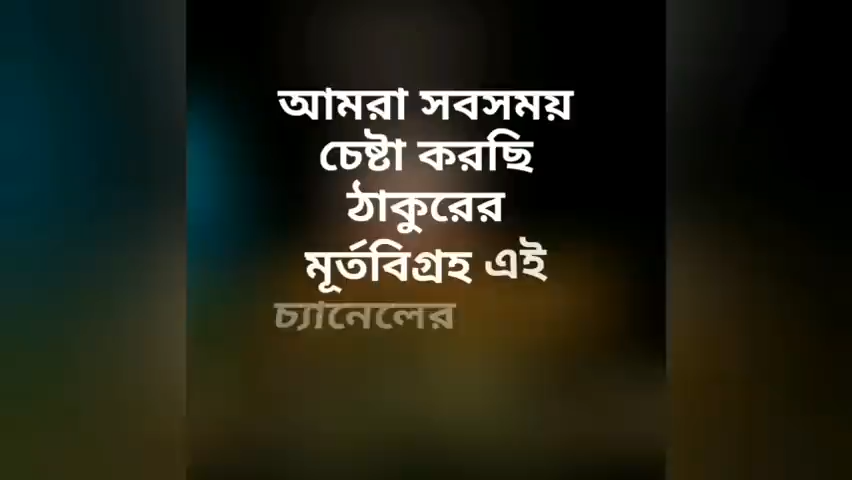 আমরা সবসময়
চেষ্টা করছি
ঠাকুরের
মূর্তবিগ্রহ এই
চ্যানেলের